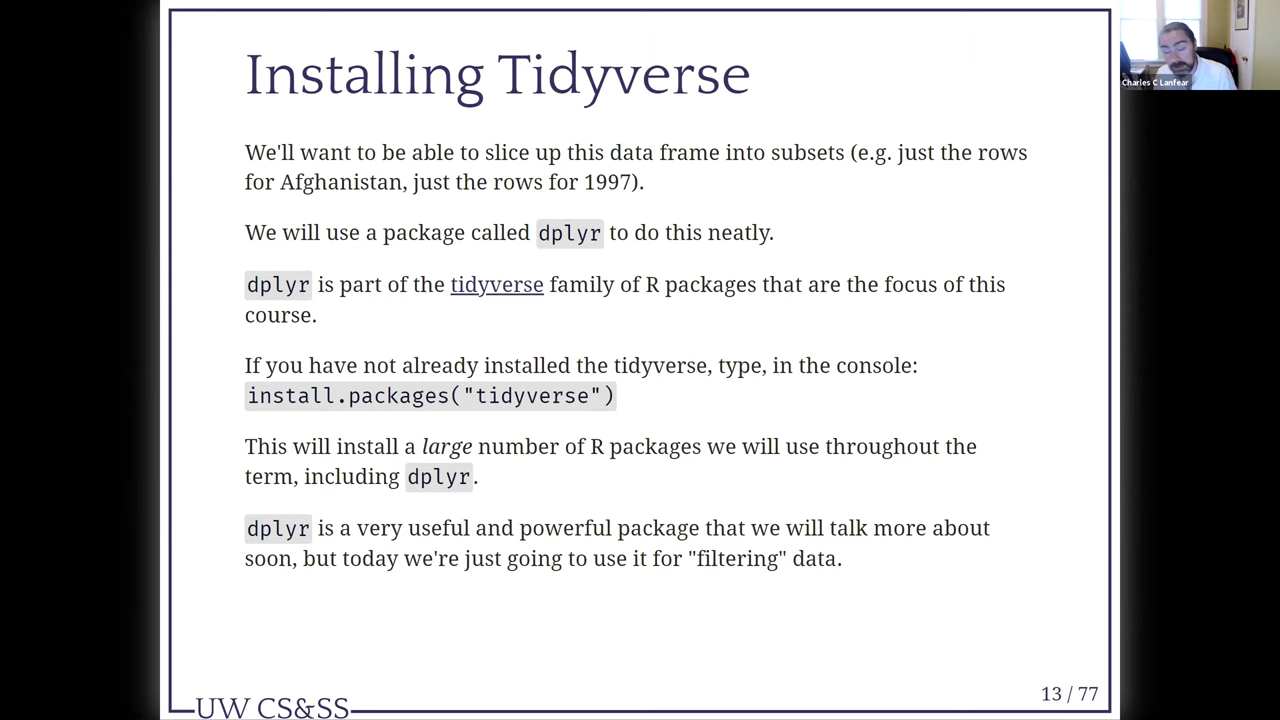 Installing Tidyverse
Charles C Lanfear
We'll want to be able to slice up this data frame into subsets (e.g. just the rows
for Afghanistan, just the rows for 1997).
We will use a package called dplyr to do this neatly.
dplyr is part of the tidyverse family of R packages that are the focus of this
course.
If you have not already installed the tidyverse, type, in the console:
install.packages("tidyverse")
This will install a large number of R packages we will use throughout the
term, including dplyr.
dplyr is a very useful and powerful package that we will talk more about
soon, but today we're just going to use it for "filtering" data.
13 / 77
UW CS&SS